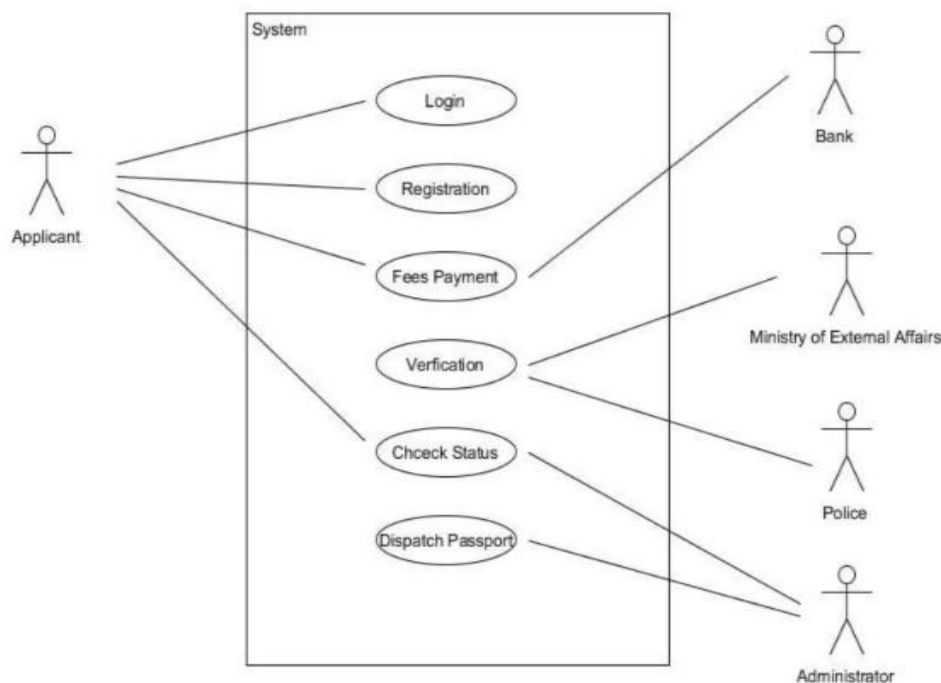 System
Login
Registration
Fees Payment
Verfication
Chceck Status
Dispatch Passport
Applicant
Bank
Ministry of External Affairs
Police
Administrator